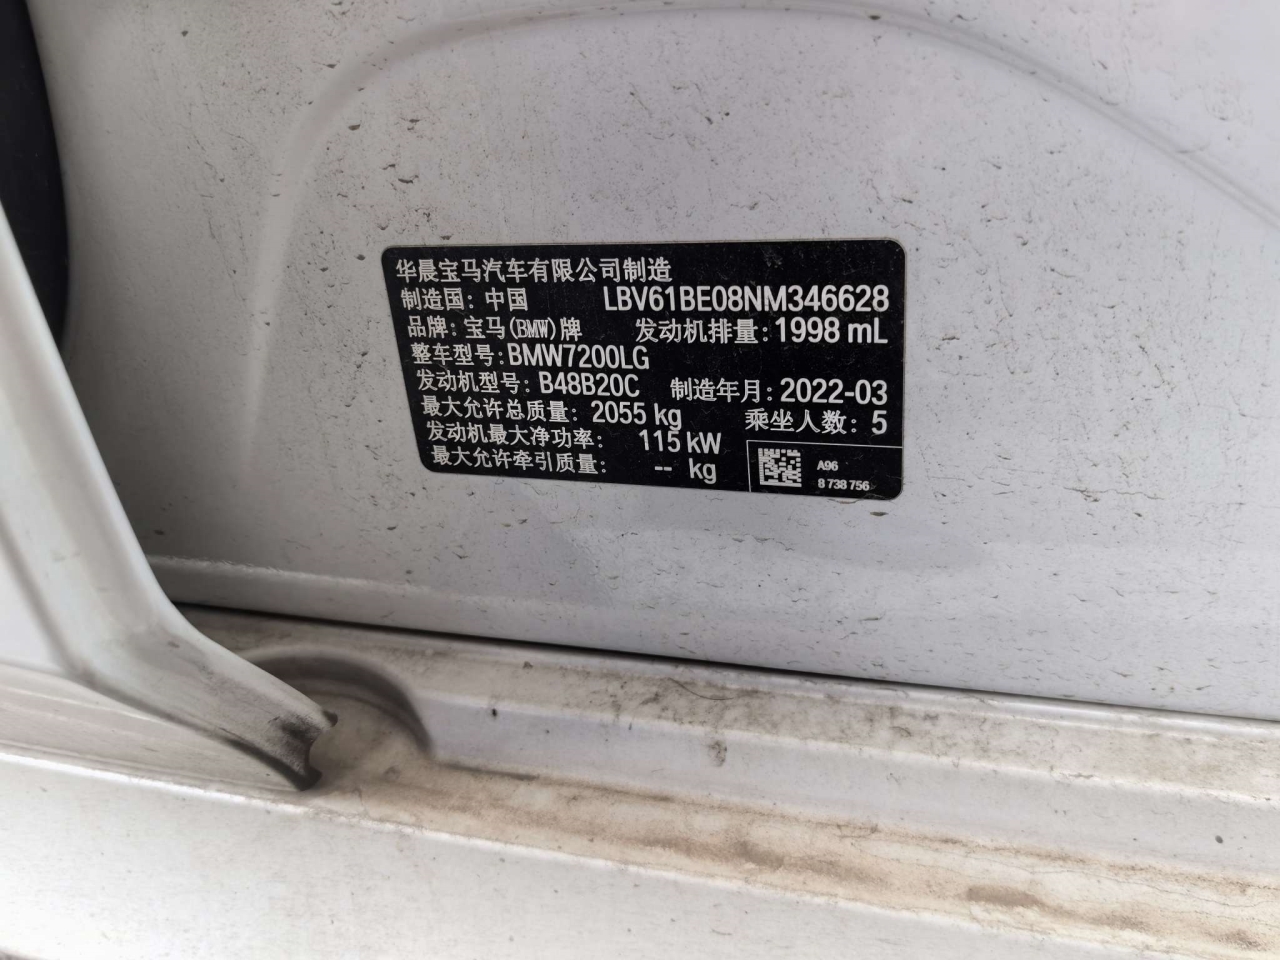 华晨宝马汽车有限公司制造
制造国: 中国 LBV61BE08NM346628
品牌: 宝马(BMW)牌 发动机排量: 1998 mL
整车型号: BMW7200LG
发动机型号: B48B20C 制造年月: 2022-03
最大允许总质量: 2055 kg 乘坐人数: 5
发动机最大净功率: 115 kW
最大允许牵引质量: -- kg
A96
8 738 756